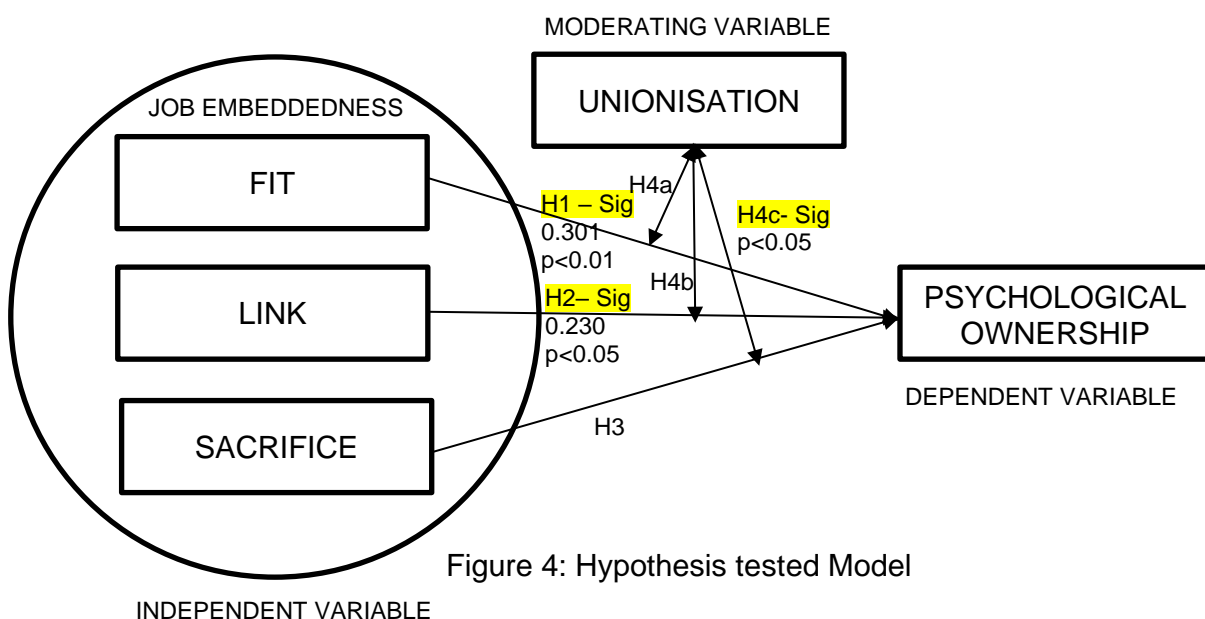 MODERATING VARIABLE
UNIONISATION
JOB EMBEDDEDNESS
FIT
H4a
H1 – Sig
0.301
p<0.01
H4c- Sig
p<0.05
H4b
LINK
H2– Sig
0.230
p<0.05
PSYCHOLOGICAL
OWNERSHIP
DEPENDENT VARIABLE
H3
SACRIFICE
Figure 4: Hypothesis tested Model
INDEPENDENT VARIABLE